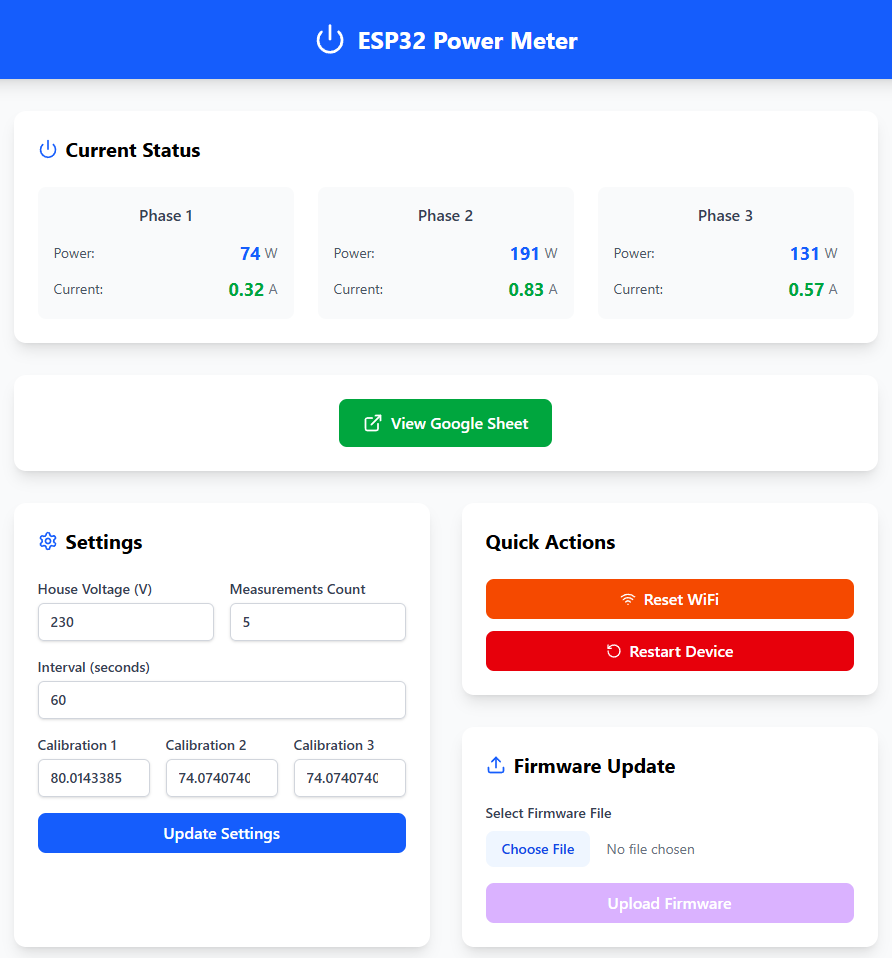 ESP32 Power Meter
Current Status
Phase 1
Power: 74 W
Current: 0.32 A
Phase 2
Power: 191 W
Current: 0.83 A
Phase 3
Power: 131 W
Current: 0.57 A
View Google Sheet
Settings
House Voltage (V)
230
Measurements Count
5
Interval (seconds)
60
Calibration 1
80.0143385
Calibration 2
74.0740740
Calibration 3
74.0740740
Update Settings
Quick Actions
Reset WiFi
Restart Device
Firmware Update
Select Firmware File
Choose File No file chosen
Upload Firmware